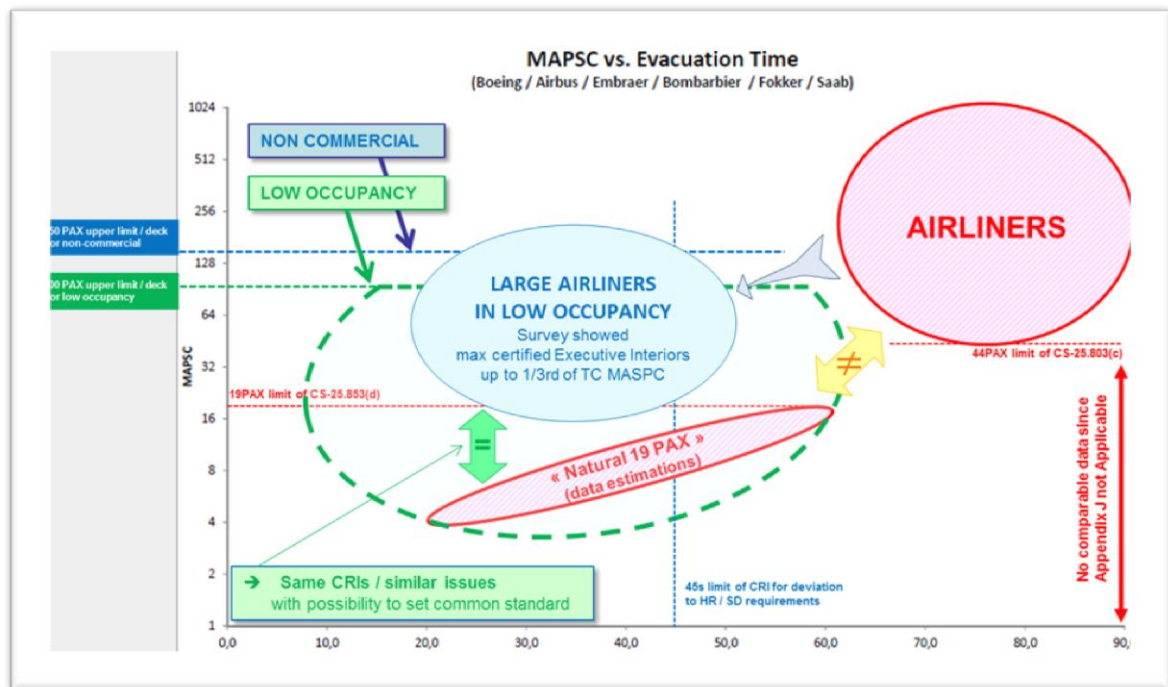 MAPSC vs. Evacuation Time
(Boeing / Airbus / Embraer / Bombarbier / Fokker / Saab)
1024
512
256
128
64
32
16
8
4
2
1
MAPSC
NON COMMERCIAL
LOW OCCUPANCY
50 PAX upper limit / deck
or non-commercial
00 PAX upper limit / deck
or low occupancy
LARGE AIRLINERS
IN LOW OCCUPANCY
Survey showed
max certified Executive Interiors
up to 1/3rd of TC MASPC
AIRLINERS
≠
44PAX limit of CS-25.803(c)
19PAX limit of CS-25.853(d)
=
« Natural 19 PAX »
(data estimations)
No comparable data since
Appendix J not Applicable
➔ Same CRIs / similar issues
with possibility to set common standard
45s limit of CRI for deviation
to HR / SD requirements
0,0 10,0 20,0 30,0 40,0 50,0 60,0 70,0 80,0 90,